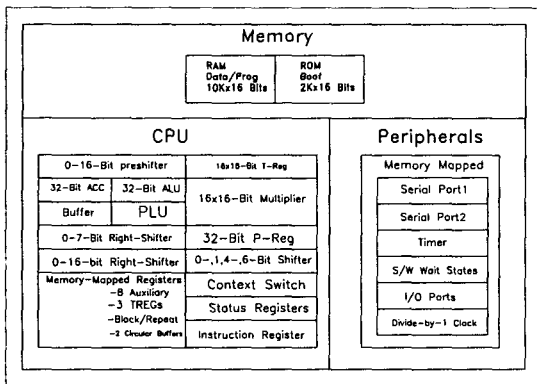 Memory
RAM
Data/Prog
10Kx16 Bits
ROM
Boot
2Kx16 Bits
CPU
0-16-Bit preshifter
16x16-Bit T-Reg
32-Bit ACC
32-Bit ALU
16x16-Bit Multiplier
Buffer
PLU
0-7-Bit Right-Shifter
32-Bit P-Reg
0-16-bit Right-Shifter
0-,1,4-,6-Bit Shifter
Memory-Mapped Registers
-8 Auxiliary
-3 TREGs
-Block/Repeat
-2 Circular Buffers
Context Switch
Status Registers
Instruction Register
Peripherals
Memory Mapped
Serial Port1
Serial Port2
Timer
S/W Wait States
I/O Ports
Divide-by-1 Clock